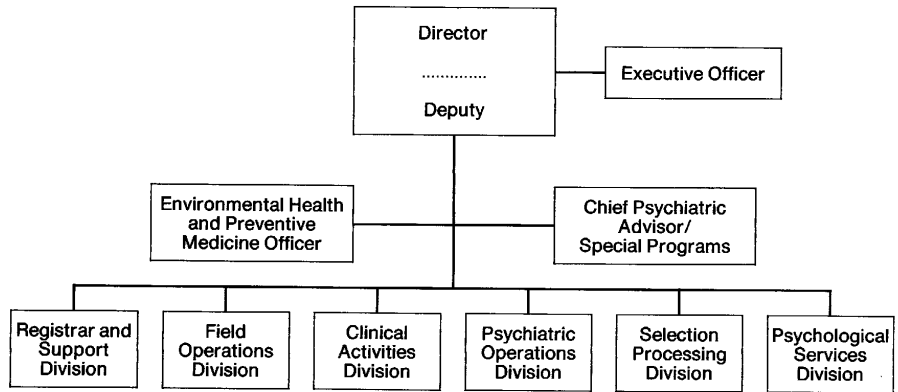 Director
..............
Deputy
Executive Officer
Environmental Health
and Preventive
Medicine Officer
Chief Psychiatric
Advisor/
Special Programs
Registrar and
Support
Division
Field
Operations
Division
Clinical
Activities
Division
Psychiatric
Operations
Division
Selection
Processing
Division
Psychological
Services
Division